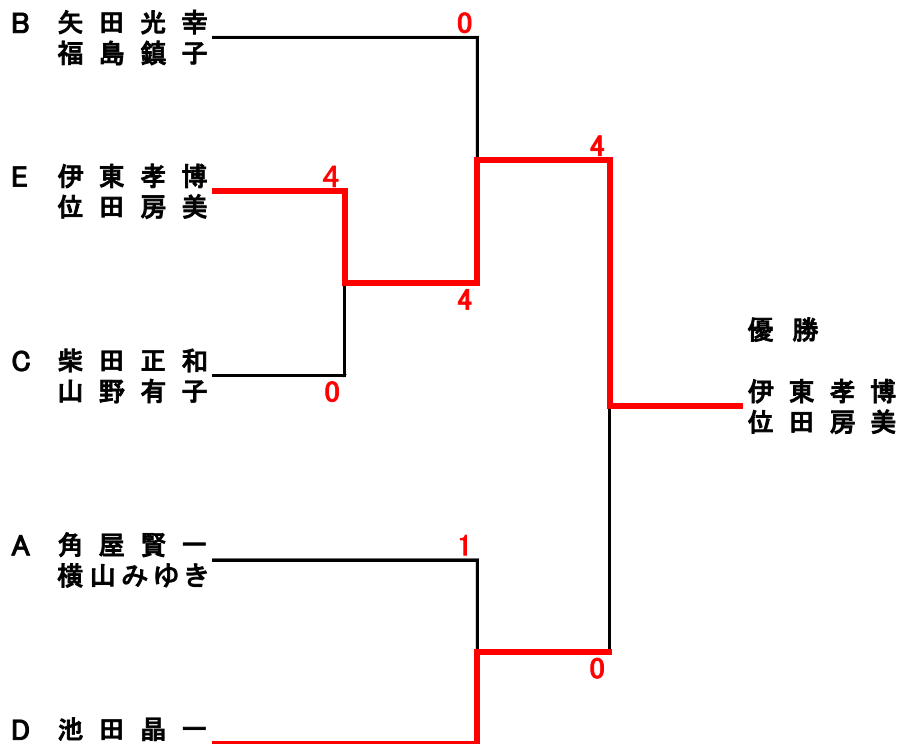 B 矢田光幸 0
福島鎮子
4
E 伊東孝博 4
位田房美
4
優勝
C 柴田正和
山野有子 0
伊東孝博
位田房美
A 角屋賢一 1
横山みゆき
0
D 池田晶一